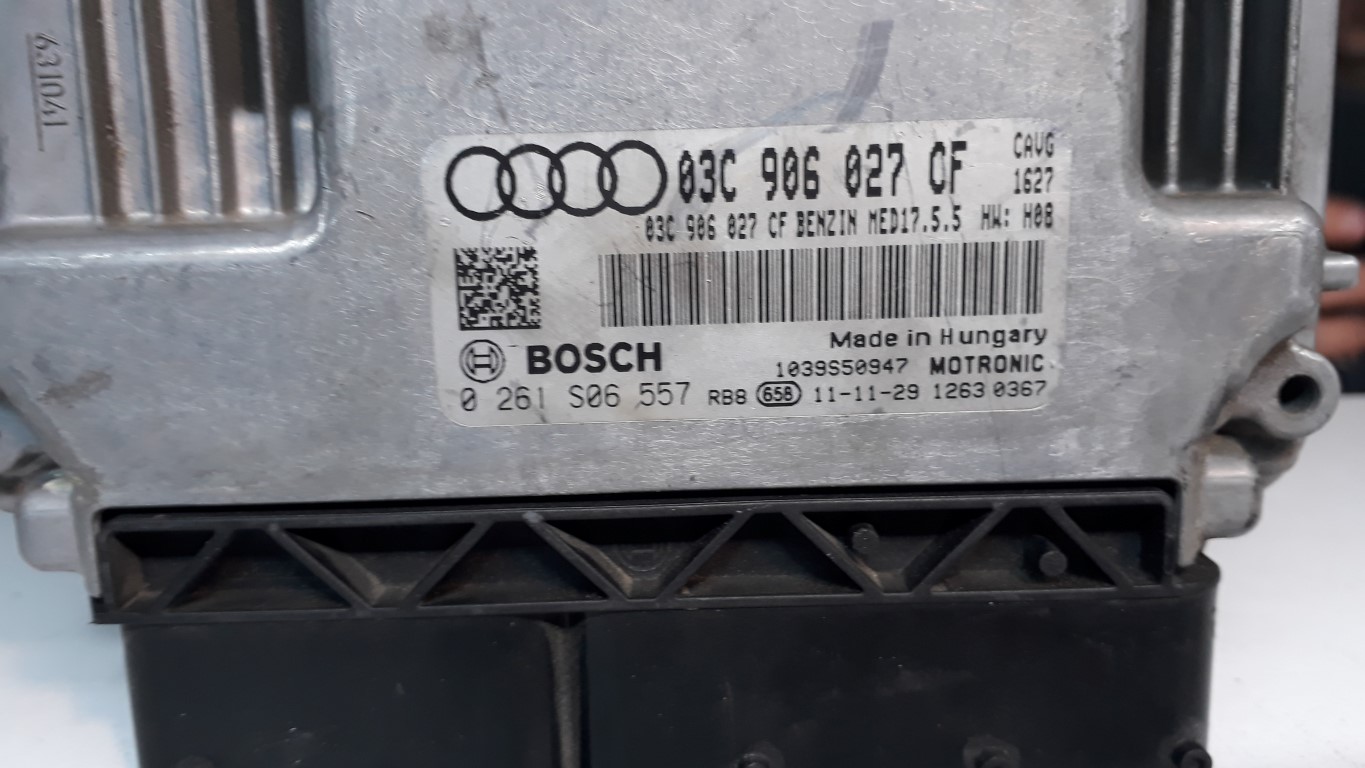 63104
03C 906 027 CF
CAVG
1627
03C 906 027 CF BENZIN MED17.5.5 HW: H08
Made in Hungary
BOSCH
1039S50947 MOTRONIC
0 261 S06 557 RB8 658 11-11-29 1263 0367